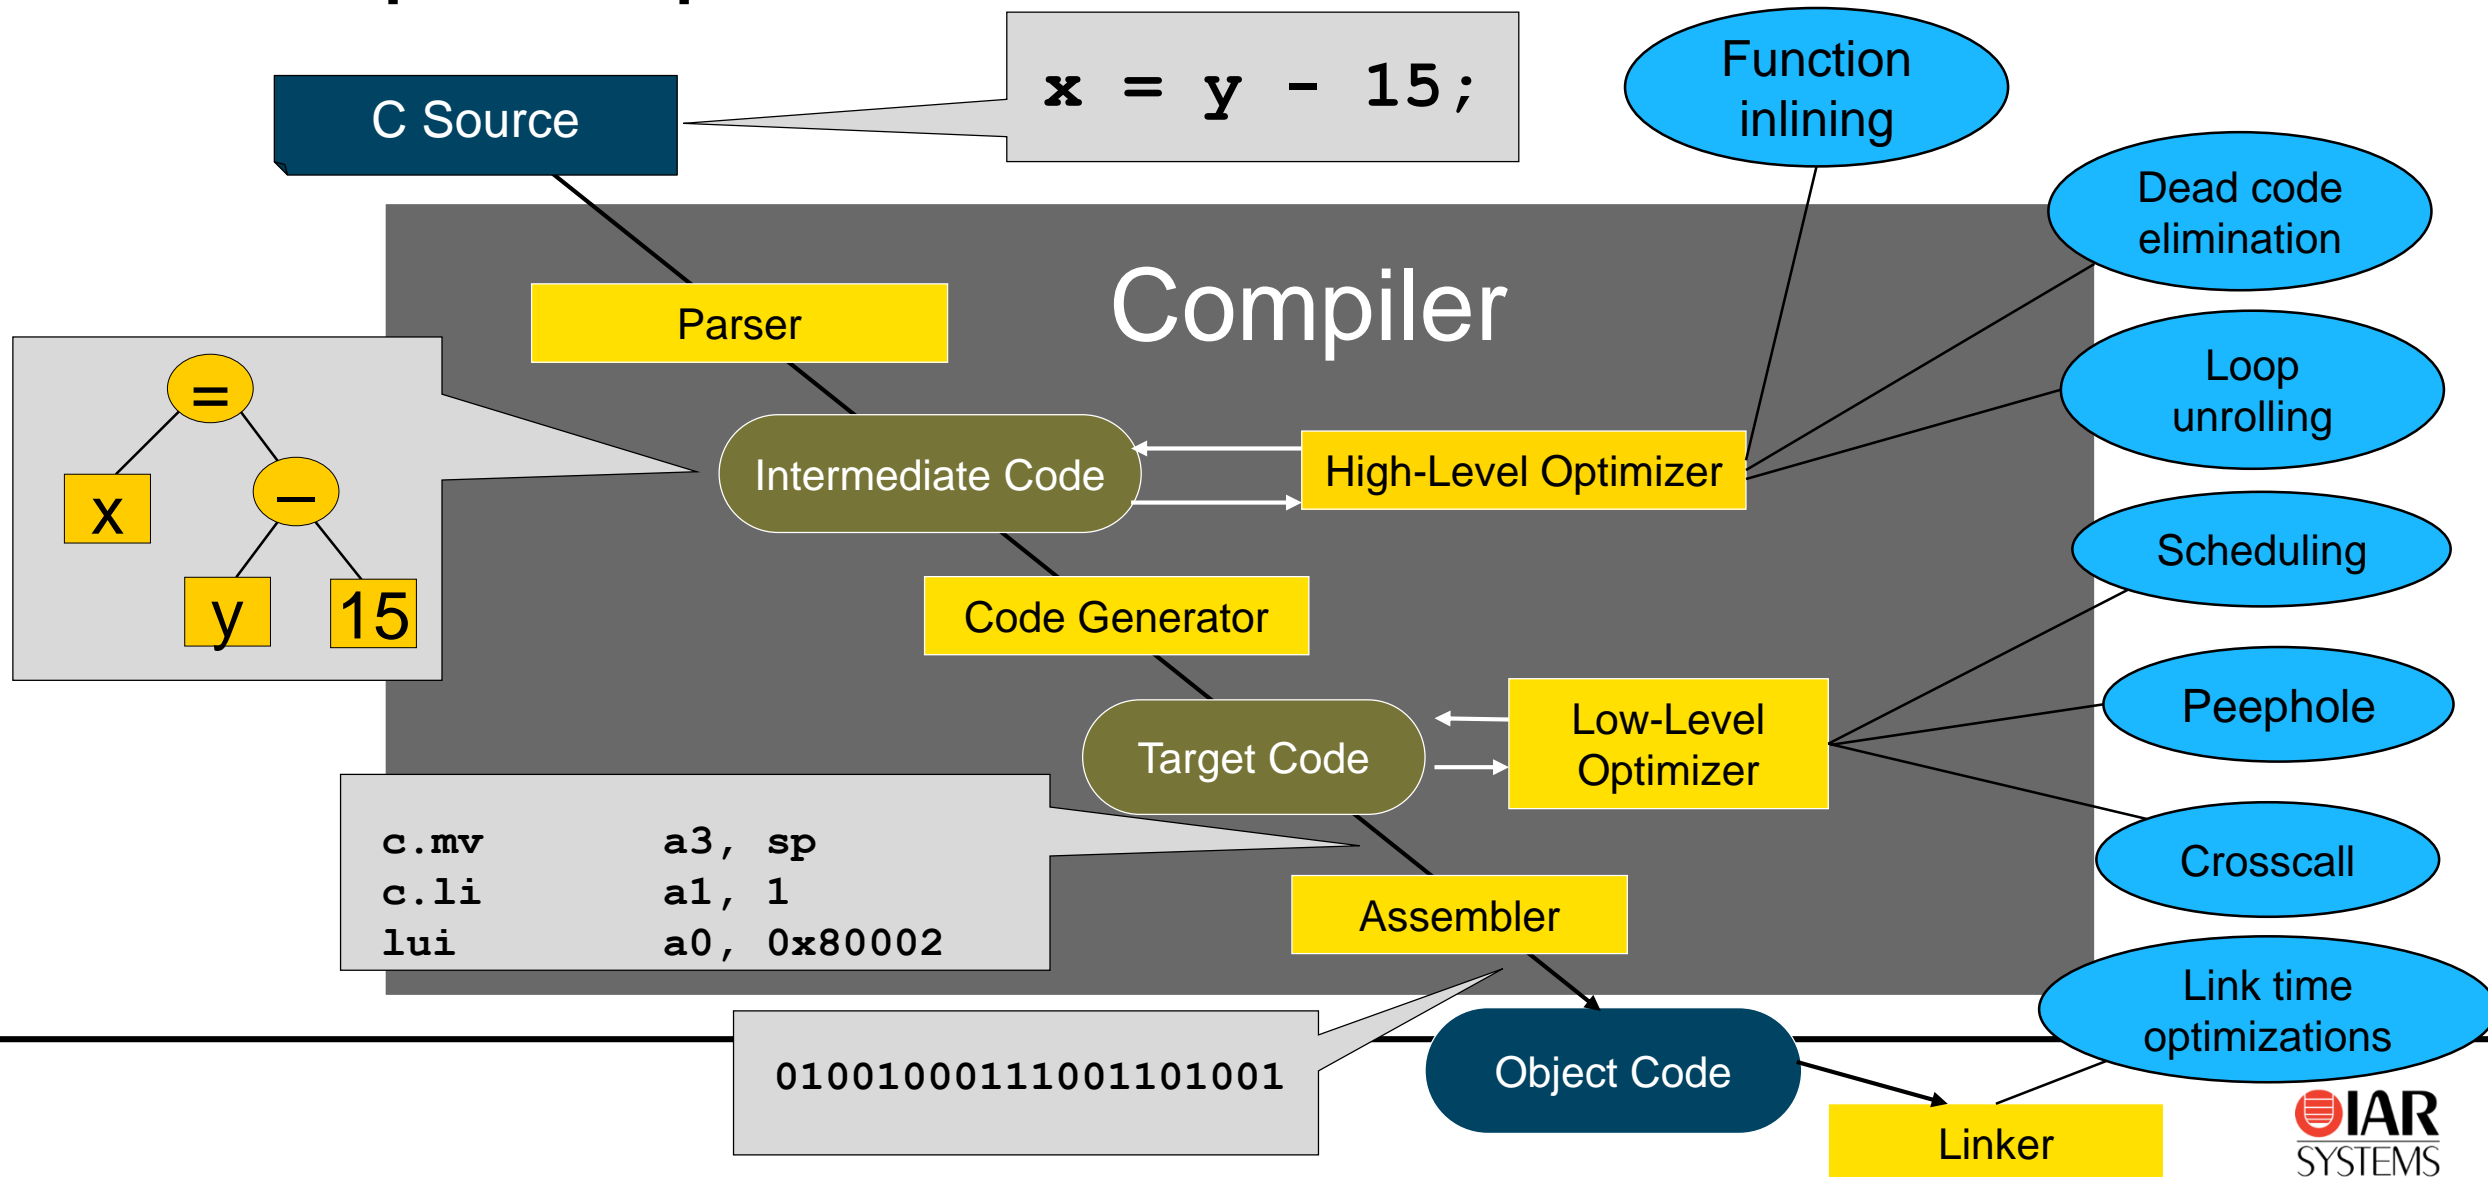 x = y - 15;
C Source
Function
inlining
Dead code
elimination
Compiler
Parser
Loop
unrolling
=
x
–
y
15
Intermediate Code
High-Level Optimizer
Scheduling
Code Generator
Low-Level
Optimizer
Target Code
Peephole
c.mv a3, sp
c.li a1, 1
lui a0, 0x80002
Crosscall
Assembler
Link time
optimizations
01001000111001101001
Object Code
Linker
IAR
SYSTEMS